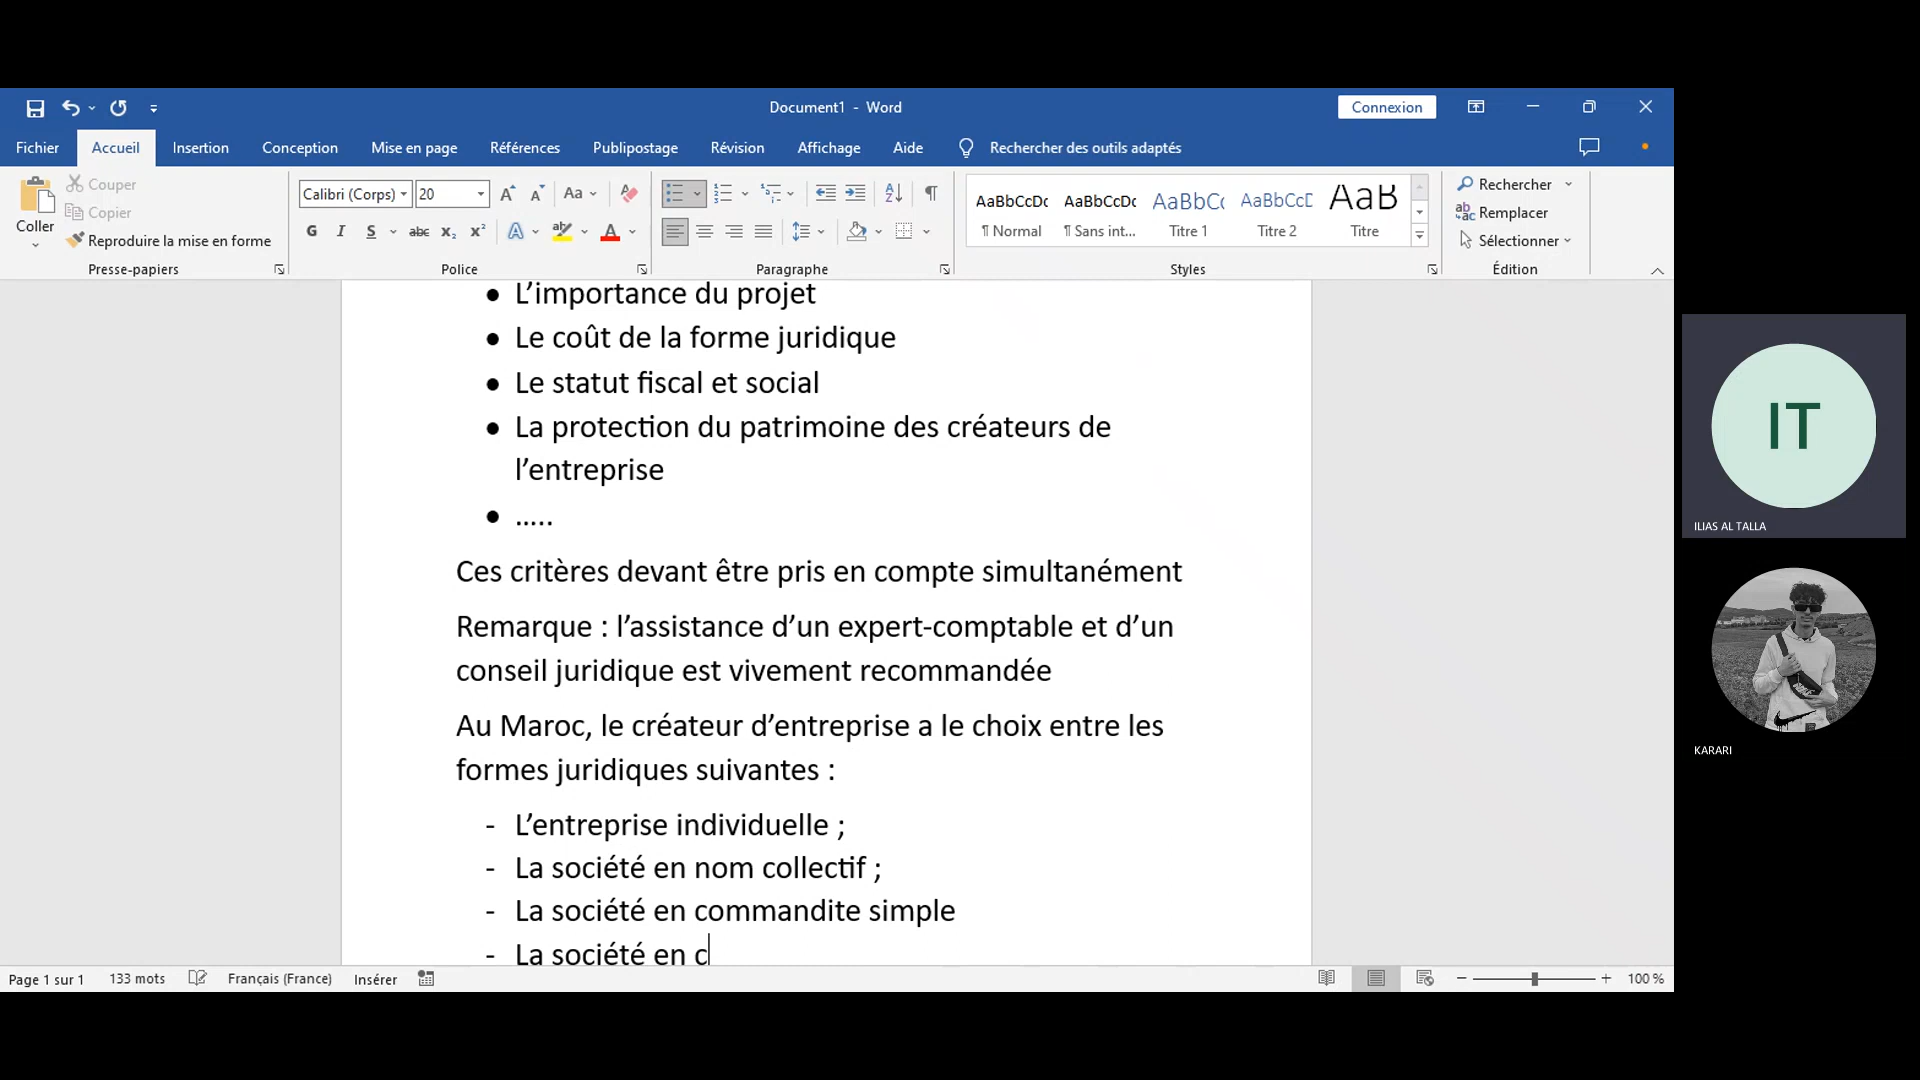 Document1 - Word
Connexion
Fichier
Accueil
Insertion
Conception
Mise en page
Références
Publipostage
Révision
Affichage
Aide
Rechercher des outils adaptés
Coller
Couper
Copier
Reproduire la mise en forme
Presse-papiers
Calibri (Corps)
20
Aa
G I S abc x₂ x²
A
ab
A
Police
Paragraphe
AaBbCcDc
¶ Normal
AaBbCcDc
¶ Sans int...
AaBbCc
Titre 1
AaBbCcD
Titre 2
AaB
Titre
Styles
Rechercher
Remplacer
Sélectionner
Édition
● L’importance du projet
● Le coût de la forme juridique
● Le statut fiscal et social
● La protection du patrimoine des créateurs de
l’entreprise
● …..
Ces critères devant être pris en compte simultanément
Remarque : l’assistance d’un expert-comptable et d’un
conseil juridique est vivement recommandée
Au Maroc, le créateur d’entreprise a le choix entre les
formes juridiques suivantes :
- L’entreprise individuelle ;
- La société en nom collectif ;
- La société en commandite simple
- La société en c
Page 1 sur 1
133 mots
Français (France)
Insérer
100 %
IT
ILIAS AL TALLA
KARARI